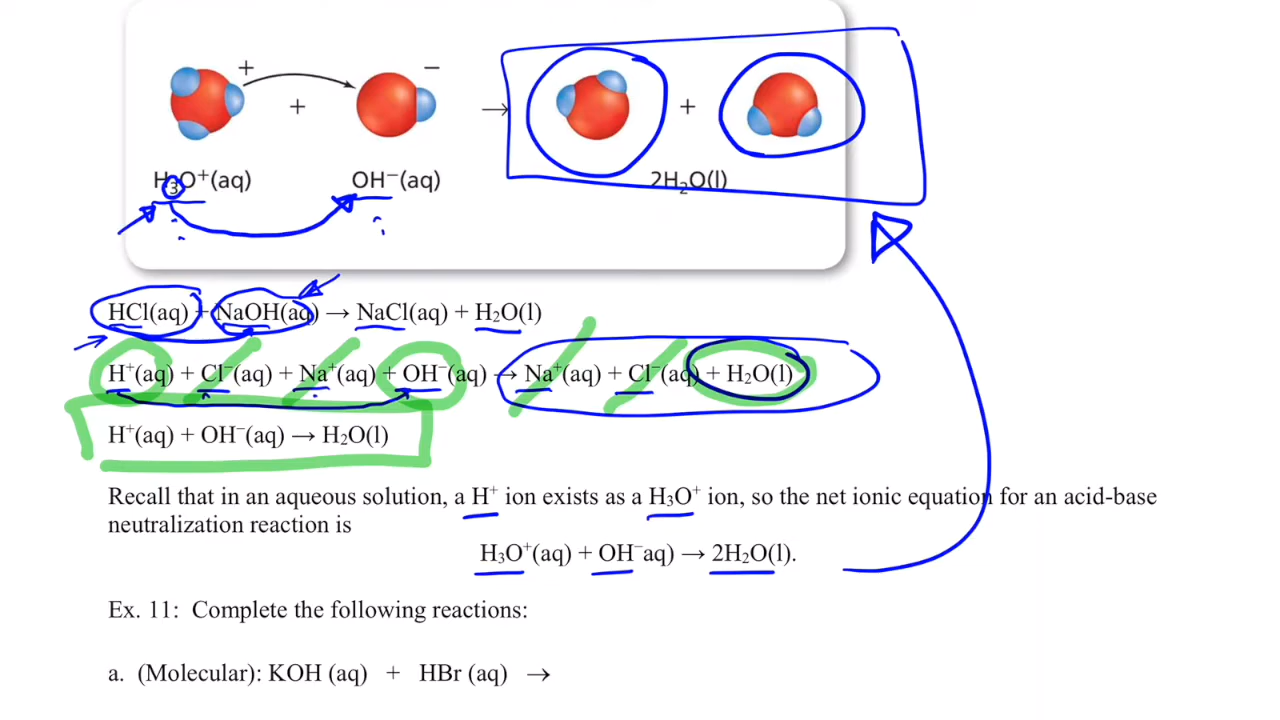 + −
+ → +
H₃O⁺(aq) OH⁻(aq) 2H₂O(l)
HCl(aq) + NaOH(aq) → NaCl(aq) + H₂O(l)
H⁺(aq) + Cl⁻(aq) + Na⁺(aq) + OH⁻(aq) → Na⁺(aq) + Cl⁻(aq) + H₂O(l)
H⁺(aq) + OH⁻(aq) → H₂O(l)
Recall that in an aqueous solution, a H⁺ ion exists as a H₃O⁺ ion, so the net ionic equation for an acid-base
neutralization reaction is
H₃O⁺(aq) + OH⁻aq) → 2H₂O(l).
Ex. 11: Complete the following reactions:
a. (Molecular): KOH (aq) + HBr (aq) →